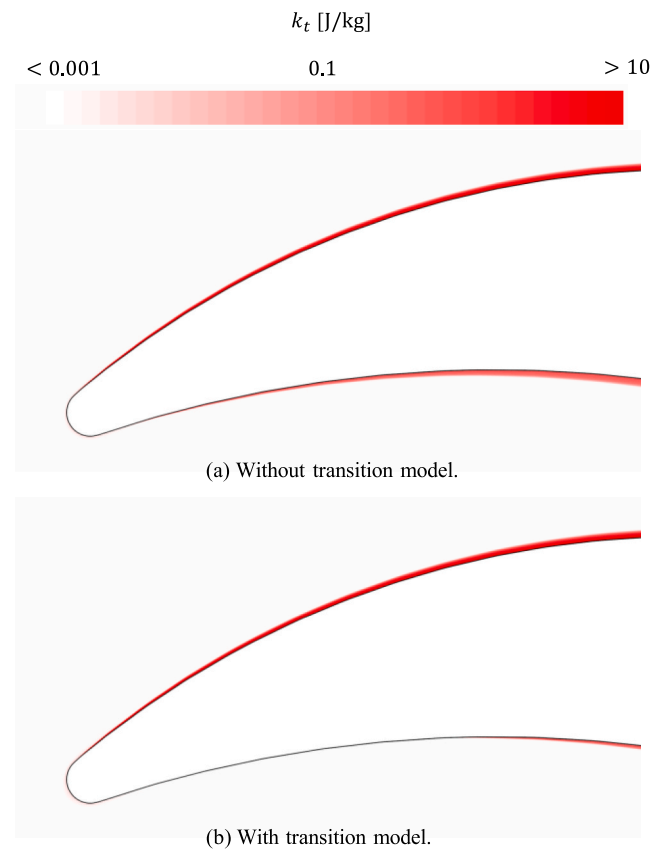 k_t [J/kg]
< 0.001 0.1 > 10
(a) Without transition model.
(b) With transition model.